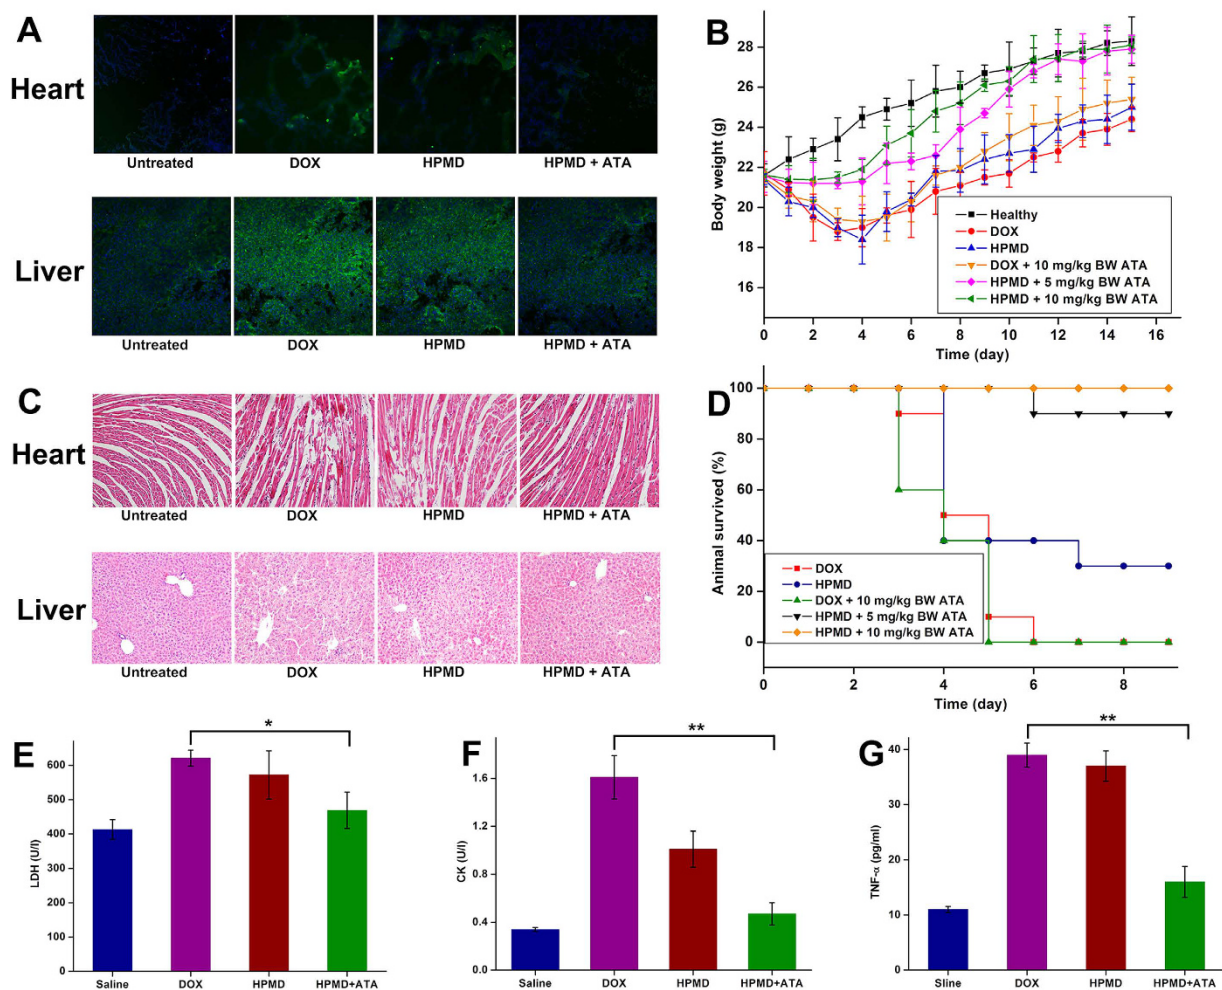 A
Heart
Untreated
DOX
HPMD
HPMD + ATA
Liver
Untreated
DOX
HPMD
HPMD + ATA
B
Body weight (g)
28
26
24
22
20
18
16
0 2 4 6 8 10 12 14 16
Time (day)
Healthy
DOX
HPMD
DOX + 10 mg/kg BW ATA
HPMD + 5 mg/kg BW ATA
HPMD + 10 mg/kg BW ATA
C
Heart
Untreated
DOX
HPMD
HPMD + ATA
Liver
Untreated
DOX
HPMD
HPMD + ATA
D
Animal survived (%)
100
80
60
40
20
0
0 2 4 6 8
Time (day)
DOX
HPMD
DOX + 10 mg/kg BW ATA
HPMD + 5 mg/kg BW ATA
HPMD + 10 mg/kg BW ATA
E
*
LDH (U/l)
600
500
400
300
200
100
0
Saline
DOX
HPMD
HPMD+ATA
F
**
CK (U/l)
1.6
1.2
0.8
0.4
0.0
Saline
DOX
HPMD
HPMD+ATA
G
**
TNF-α (pg/ml)
40
30
20
10
0
Sline
DOX
HPMD
HPMD+ATA